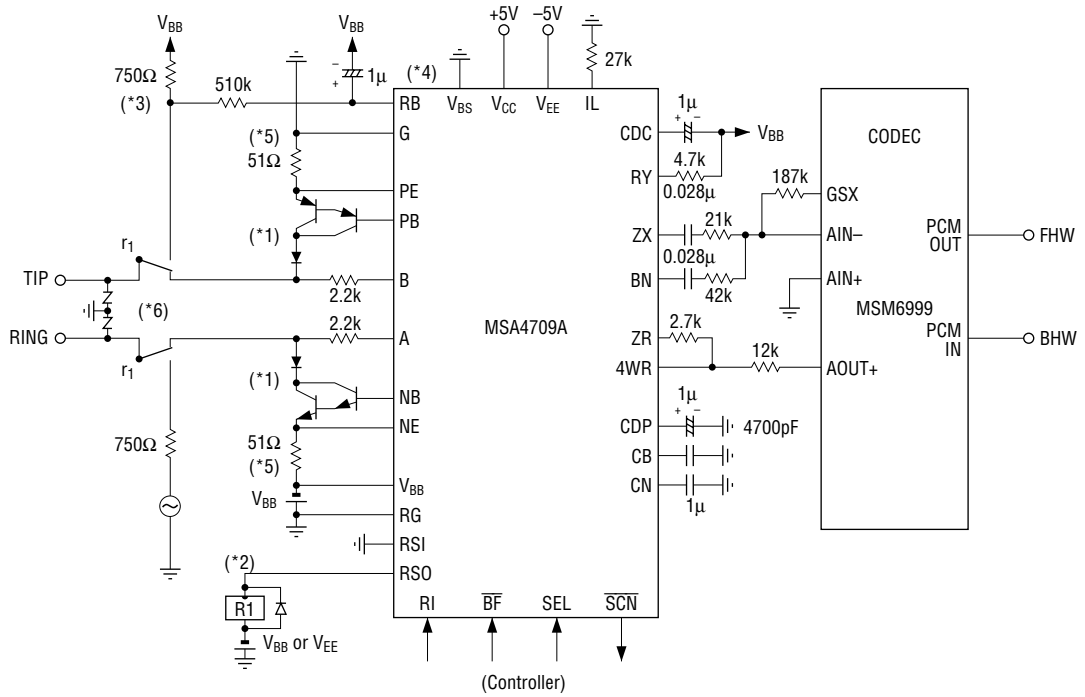 VBB
VBB
+5V
–5V
750Ω
(*3)
510k
–
+
1μ
(*4)
27k
RB
VBS
VCC
VEE
IL
G
(*5)
51Ω
PE
PB
(*1)
r1
TIP
B
2.2k
(*6)
2.2k
RING
A
r1
(*1)
NB
NE
750Ω
51Ω
(*5)
VBB
VBB
RG
RSI
(*2)
RSO
R1
VBB or VEE
MSA4709A
RI
BF
SEL
SCN
(Controller)
CDC
1μ
+
–
VBB
RY
4.7k
0.028μ
ZX
21k
0.028μ
BN
42k
187k
ZR
2.7k
4WR
12k
1μ
+
–
CDP
4700pF
CB
CN
1μ
CODEC
GSX
AIN–
AIN+
MSM6999
AOUT+
PCM
OUT
FHW
PCM
IN
BHW